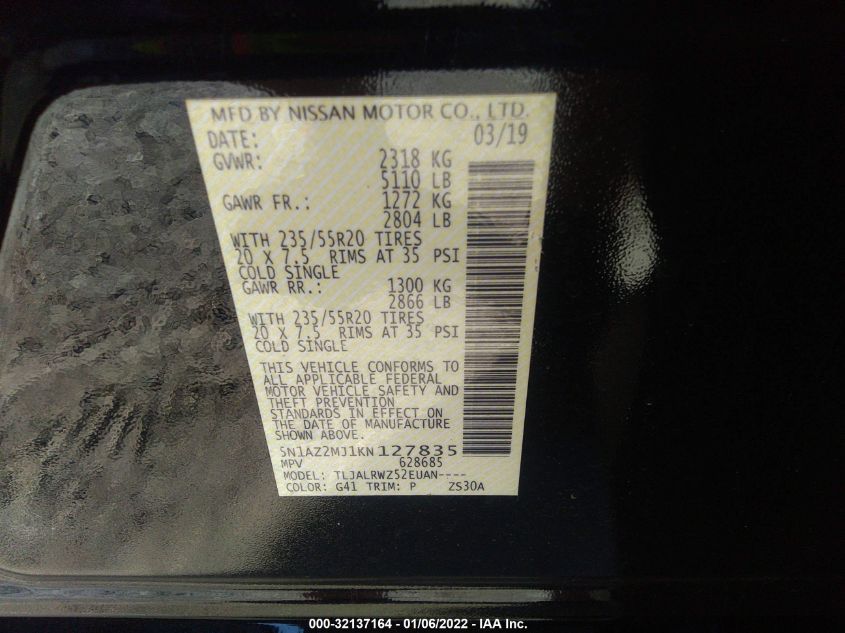 MFD BY NISSAN MOTOR CO., LTD.
DATE: 03/19
GVWR: 2318 KG
5110 LB
GAWR FR.: 1272 KG
2804 LB
WITH 235/55R20 TIRES
20 X 7.5 RIMS AT 35 PSI
COLD SINGLE
GAWR RR.: 1300 KG
2866 LB
WITH 235/55R20 TIRES
20 X 7.5 RIMS AT 35 PSI
COLD SINGLE
THIS VEHICLE CONFORMS TO
ALL APPLICABLE FEDERAL
MOTOR VEHICLE SAFETY AND
THEFT PREVENTION
STANDARDS IN EFFECT ON
THE DATE OF MANUFACTURE
SHOWN ABOVE.
5N1AZ2MJ1KN127835
MPV 628685
MODEL: TLJALRWZ52EUAN----
COLOR: G41 TRIM: P ZS30A
000-32137164 - 01/06/2022 - IAA Inc.